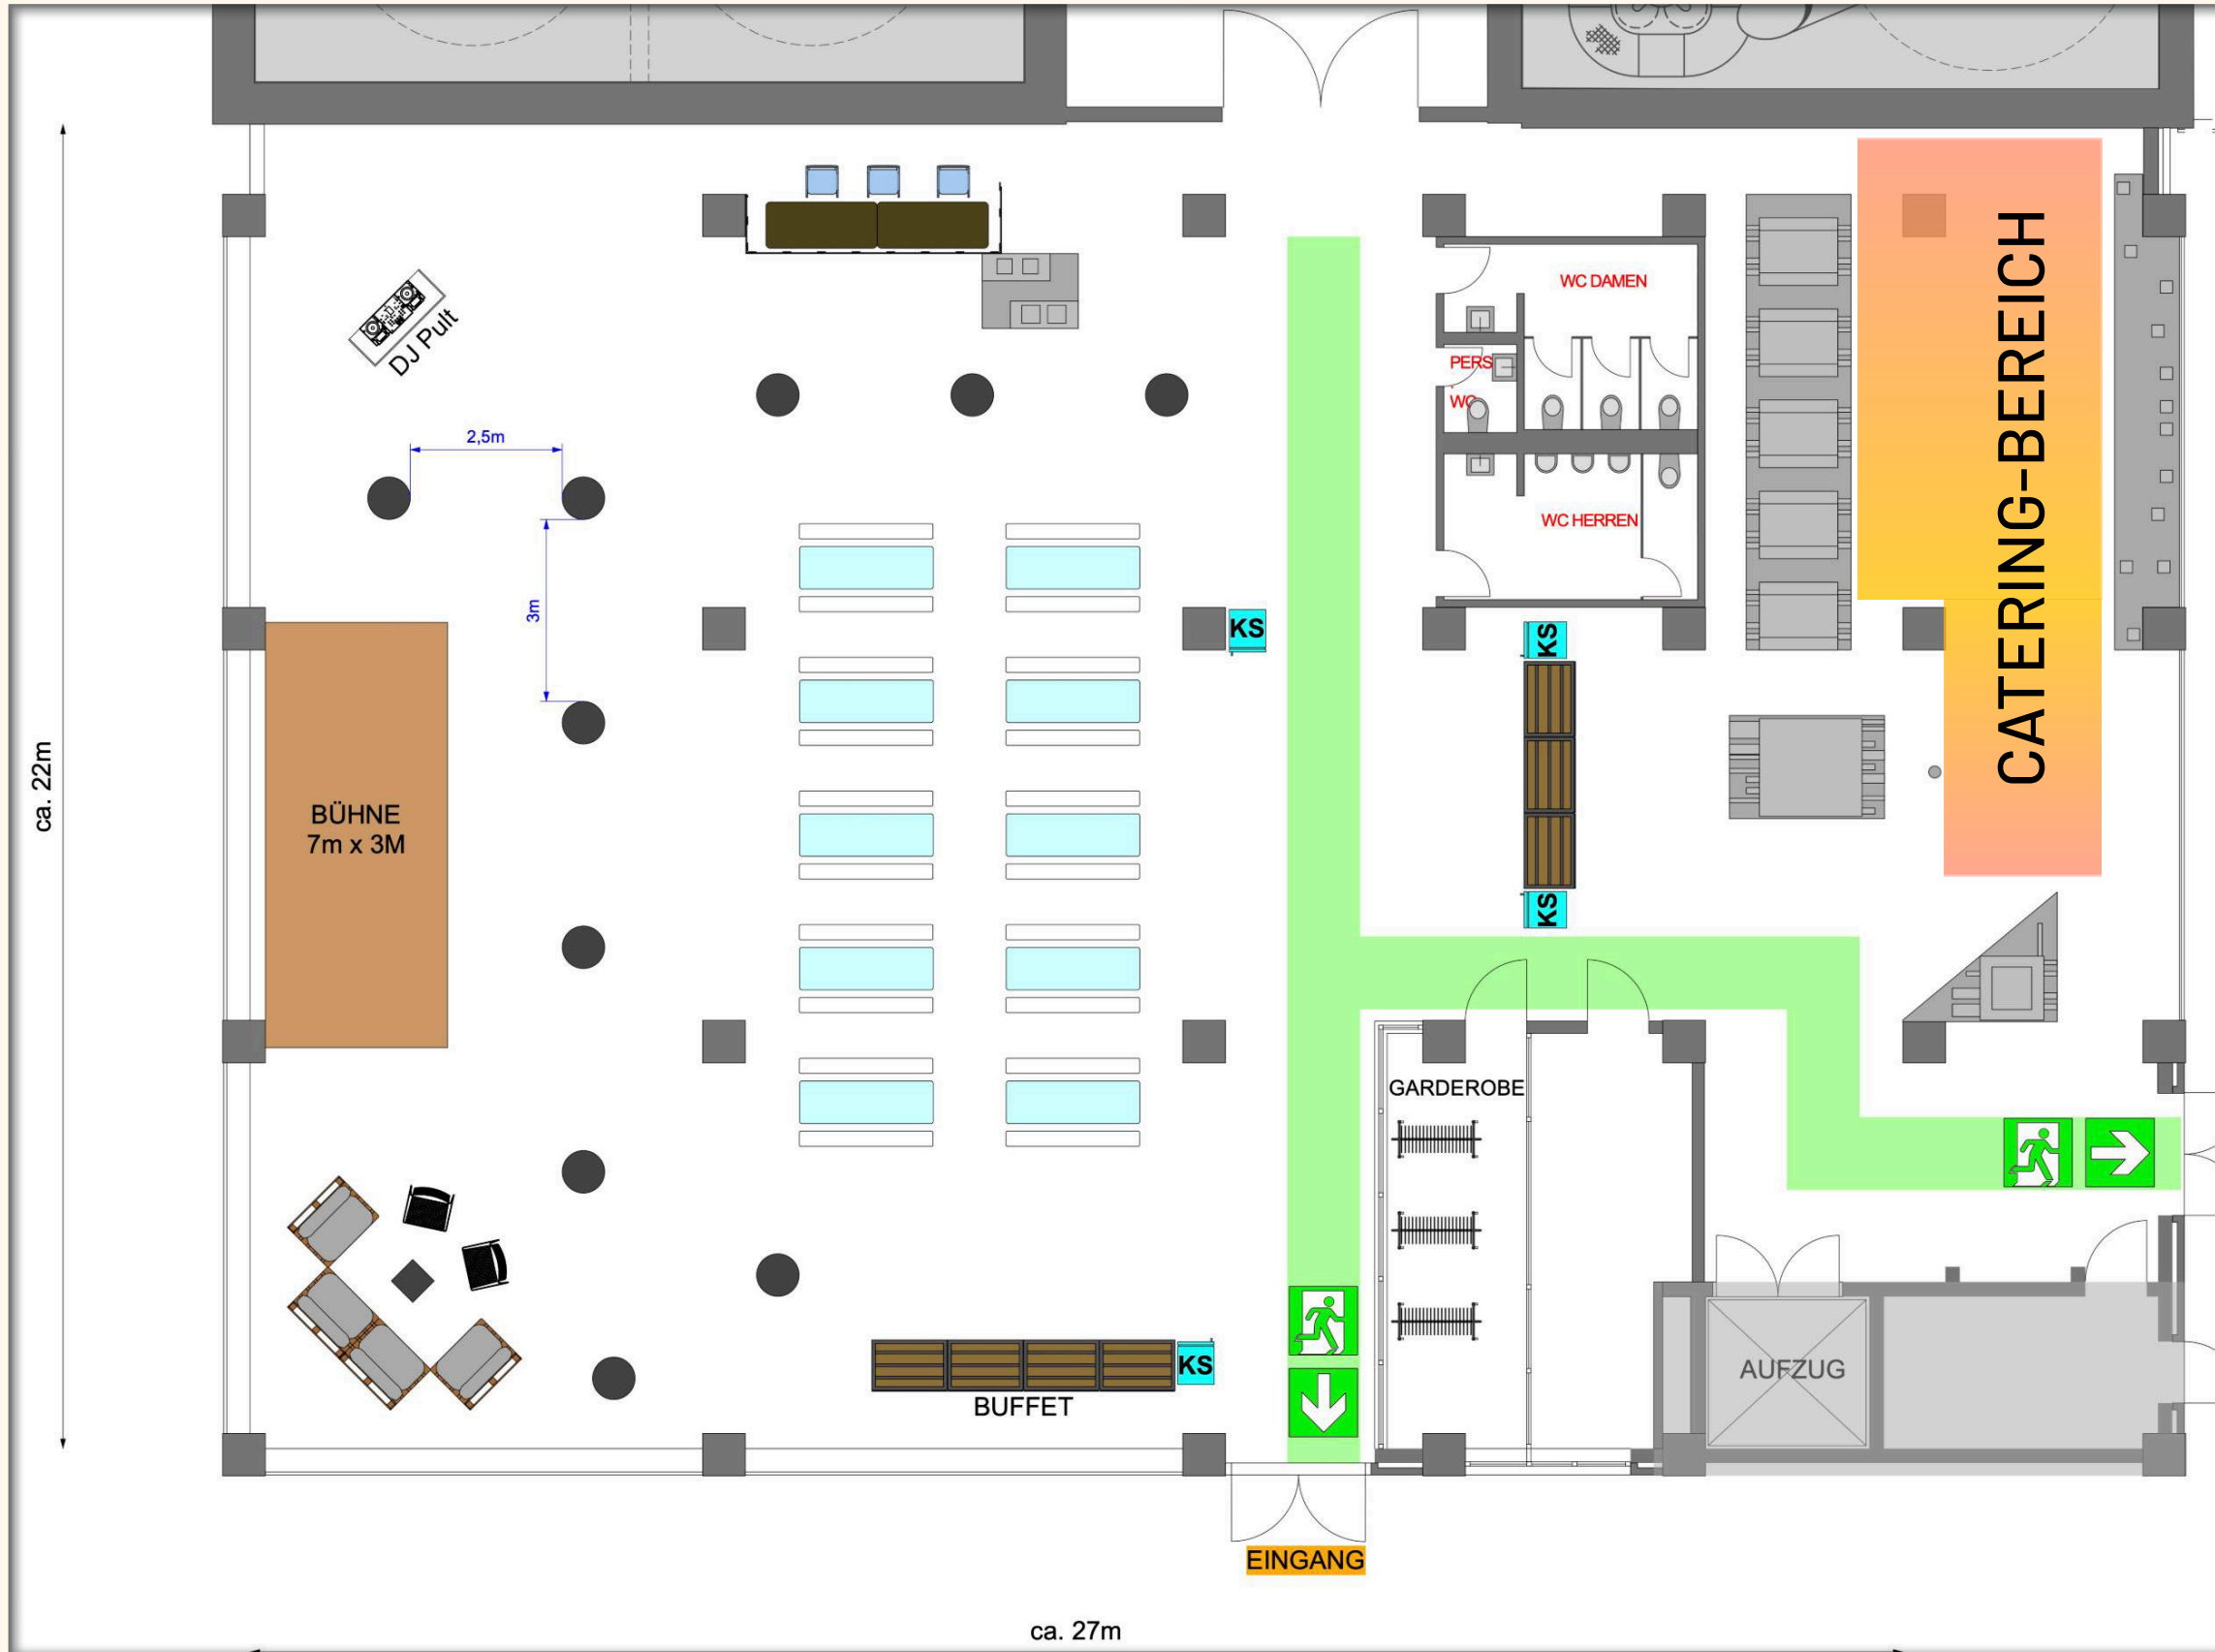 WC DAMEN
CATERING-BEREICH
DJ Pult
PERS
WC
2,5m
WC HERREN
3m
KS
KS
ca. 22m
BÜHNE
7m x 3M
KS
GARDEROBE
KS
BUFFET
AUFZUG
EINGANG
ca. 27m